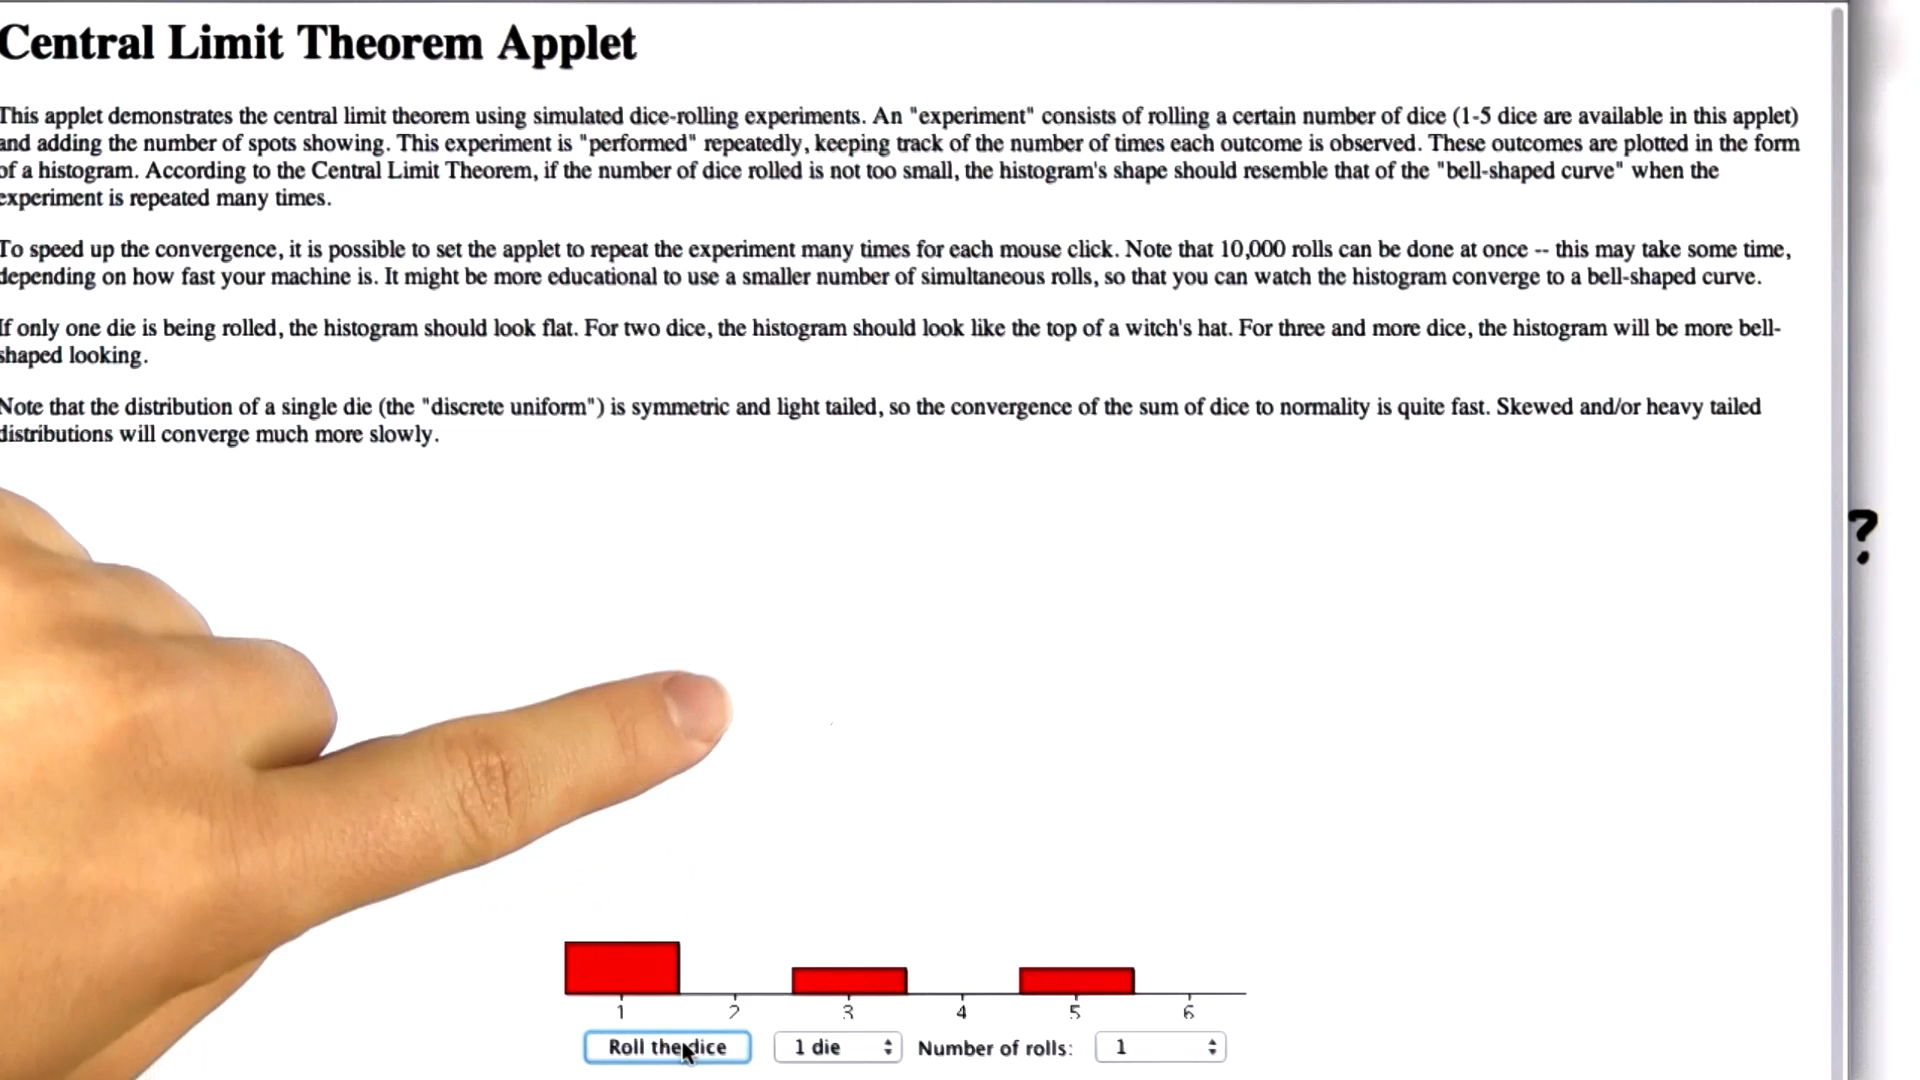 Central Limit Theorem Applet
This applet demonstrates the central limit theorem using simulated dice-rolling experiments. An "experiment" consists of rolling a certain number of dice (1-5 dice are available in this applet)
and adding the number of spots showing. This experiment is "performed" repeatedly, keeping track of the number of times each outcome is observed. These outcomes are plotted in the form
of a histogram. According to the Central Limit Theorem, if the number of dice rolled is not too small, the histogram's shape should resemble that of the "bell-shaped curve" when the
experiment is repeated many times.
To speed up the convergence, it is possible to set the applet to repeat the experiment many times for each mouse click. Note that 10,000 rolls can be done at once -- this may take some time,
depending on how fast your machine is. It might be more educational to use a smaller number of simultaneous rolls, so that you can watch the histogram converge to a bell-shaped curve.
If only one die is being rolled, the histogram should look flat. For two dice, the histogram should look like the top of a witch's hat. For three and more dice, the histogram will be more bell-
shaped looking.
Note that the distribution of a single die (the "discrete uniform") is symmetric and light tailed, so the convergence of the sum of dice to normality is quite fast. Skewed and/or heavy tailed
distributions will converge much more slowly.
?
1 2 3 4 5 6
Roll the dice 1 die Number of rolls: 1